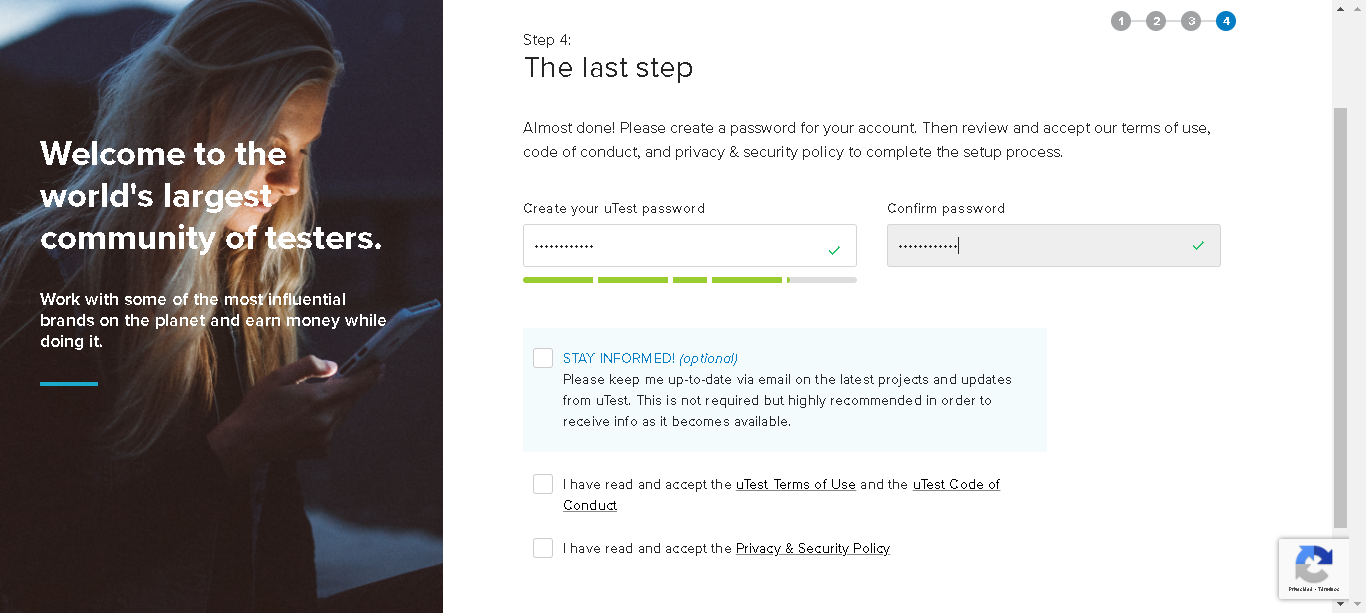 Welcome to the
world's largest
community of testers.
Work with some of the most influential
brands on the planet and earn money while
doing it.
1 2 3 4
Step 4:
The last step
Almost done! Please create a password for your account. Then review and accept our terms of use,
code of conduct, and privacy & security policy to complete the setup process.
Create your uTest password
Confirm password
STAY INFORMED! (optional)
Please keep me up-to-date via email on the latest projects and updates
from uTest. This is not required but highly recommended in order to
receive info as it becomes available.
I have read and accept the uTest Terms of Use and the uTest Code of
Conduct
I have read and accept the Privacy & Security Policy